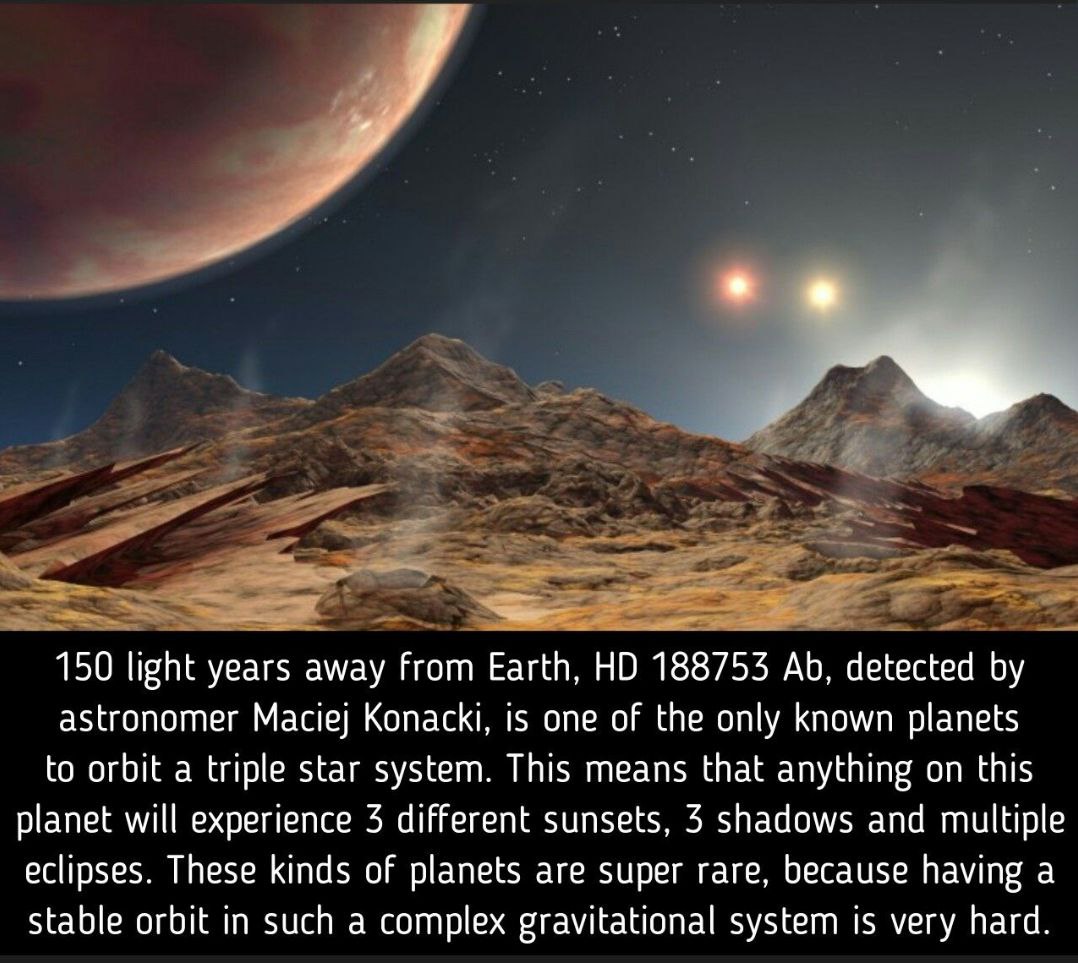 150 light years away from Earth, HD 188753 Ab, detected by
astronomer Maciej Konacki, is one of the only known planets
to orbit a triple star system. This means that anything on this
planet will experience 3 different sunsets, 3 shadows and multiple
eclipses. These kinds of planets are super rare, because having a
stable orbit in such a complex gravitational system is very hard.